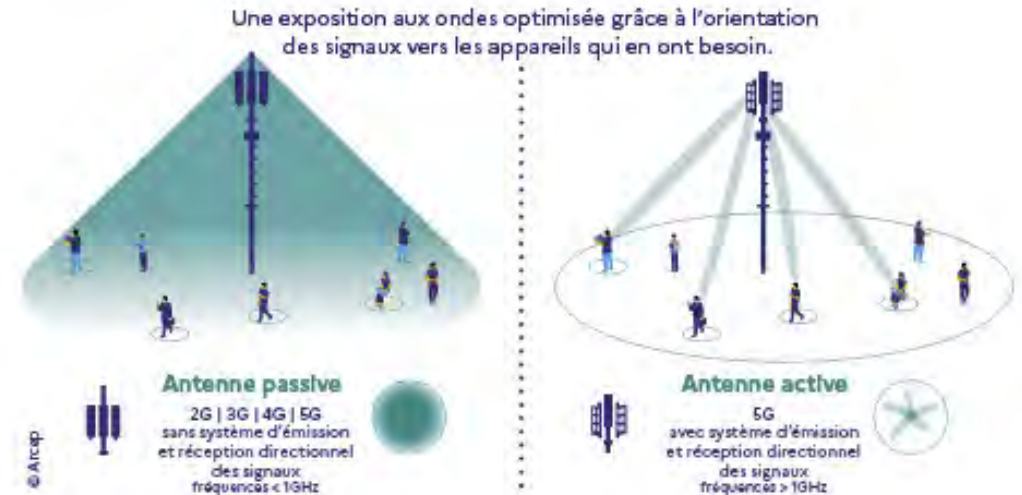 Une exposition aux ondes optimisée grâce à l'orientation
des signaux vers les appareils qui en ont besoin.
Antenne passive
2G | 3G | 4G | 5G
sans système d'émission
et réception directionnel
des signaux
fréquences < 1GHz
Antenne active
5G
avec système d'émission
et réception directionnel
des signaux
fréquences > 1GHz
© Arcep